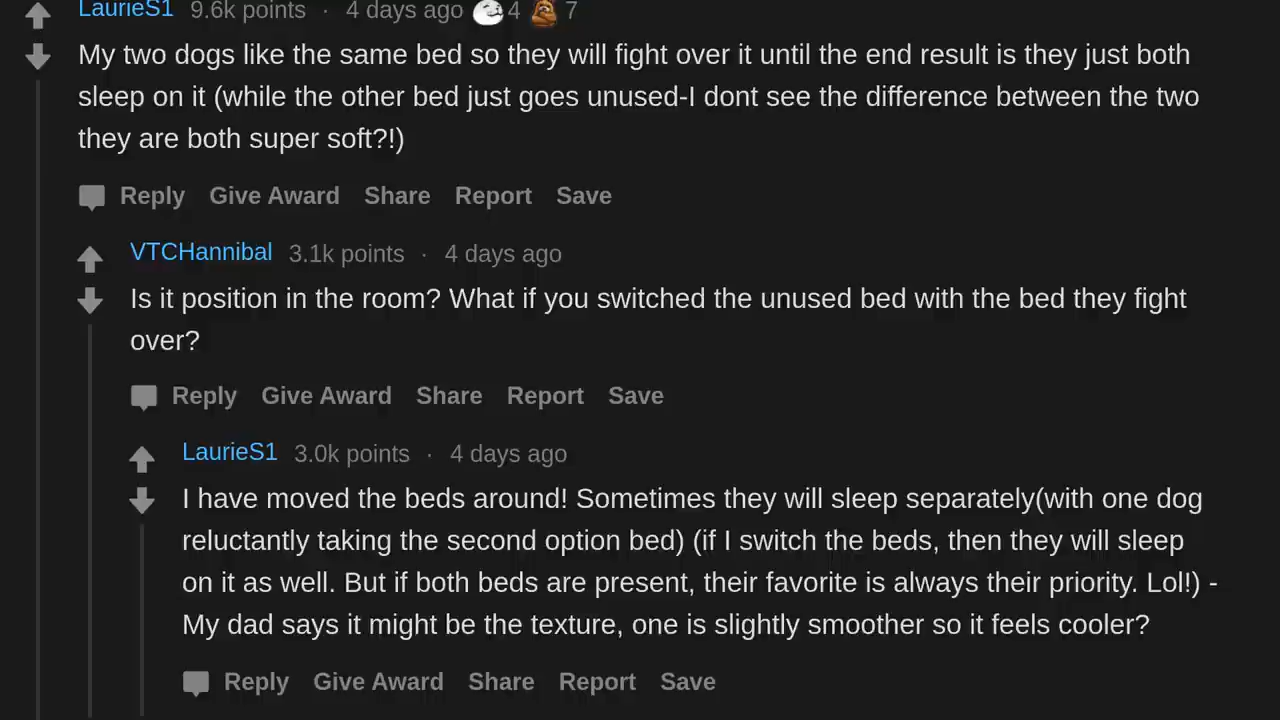 LaurieS1 9.6k points · 4 days ago 4 7
My two dogs like the same bed so they will fight over it until the end result is they just both
sleep on it (while the other bed just goes unused-I dont see the difference between the two
they are both super soft?!)
Reply Give Award Share Report Save
VTCHannibal 3.1k points · 4 days ago
Is it position in the room? What if you switched the unused bed with the bed they fight
over?
Reply Give Award Share Report Save
LaurieS1 3.0k points · 4 days ago
I have moved the beds around! Sometimes they will sleep separately(with one dog
reluctantly taking the second option bed) (if I switch the beds, then they will sleep
on it as well. But if both beds are present, their favorite is always their priority. Lol!) -
My dad says it might be the texture, one is slightly smoother so it feels cooler?
Reply Give Award Share Report Save